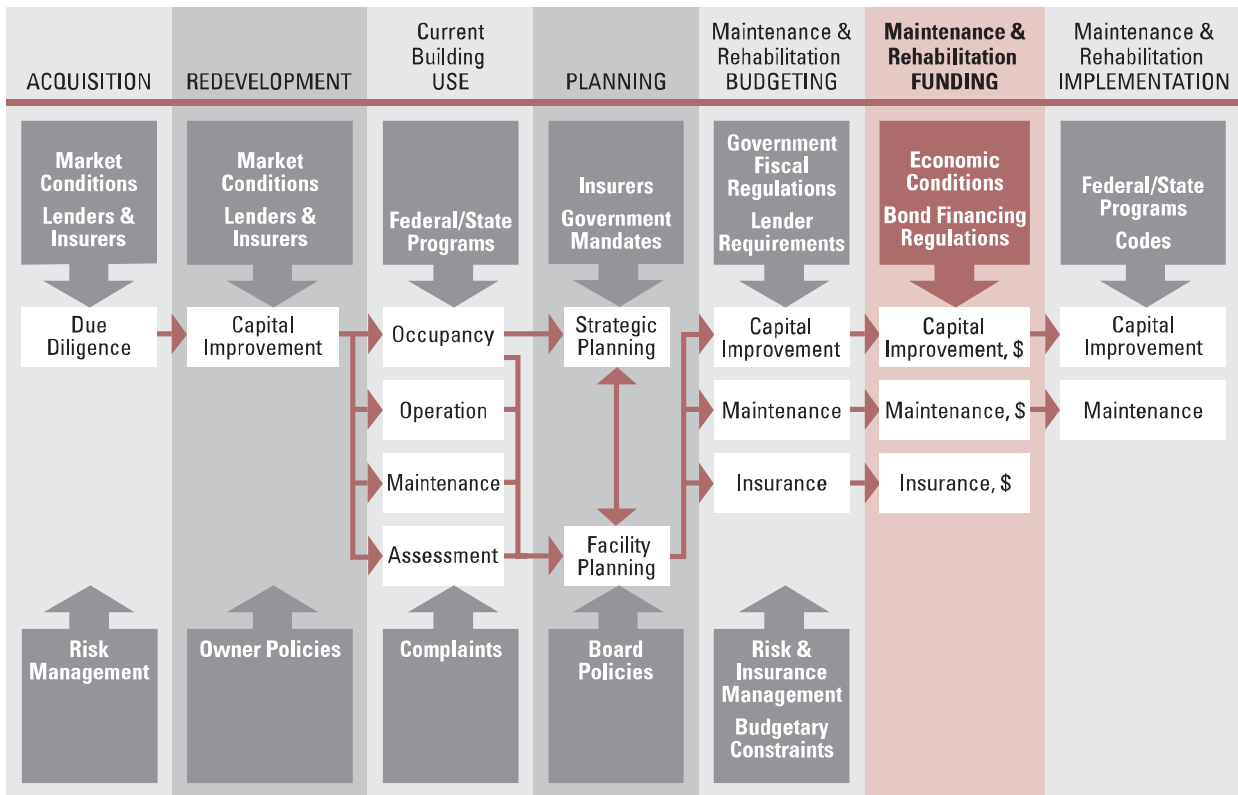 ACQUISITION
REDEVELOPMENT
Current
Building
USE
PLANNING
Maintenance &
Rehabilitation
BUDGETING
Maintenance &
Rehabilitation
FUNDING
Maintenance &
Rehabilitation
IMPLEMENTATION
Market
Conditions
Lenders &
Insurers
Market
Conditions
Lenders &
Insurers
Federal/State
Programs
Insurers
Government
Mandates
Government
Fiscal
Regulations
Lender
Requirements
Economic
Conditions
Bond Financing
Regulations
Federal/State
Programs
Codes
Due
Diligence
Capital
Improvement
Occupancy
Strategic
Planning
Capital
Improvement
Capital
Improvement, $
Capital
Improvement
Operation
Maintenance
Maintenance, $
Maintenance
Maintenance
Insurance
Insurance, $
Assessment
Facility
Planning
Risk
Management
Owner Policies
Complaints
Board
Policies
Risk &
Insurance
Management
Budgetary
Constraints